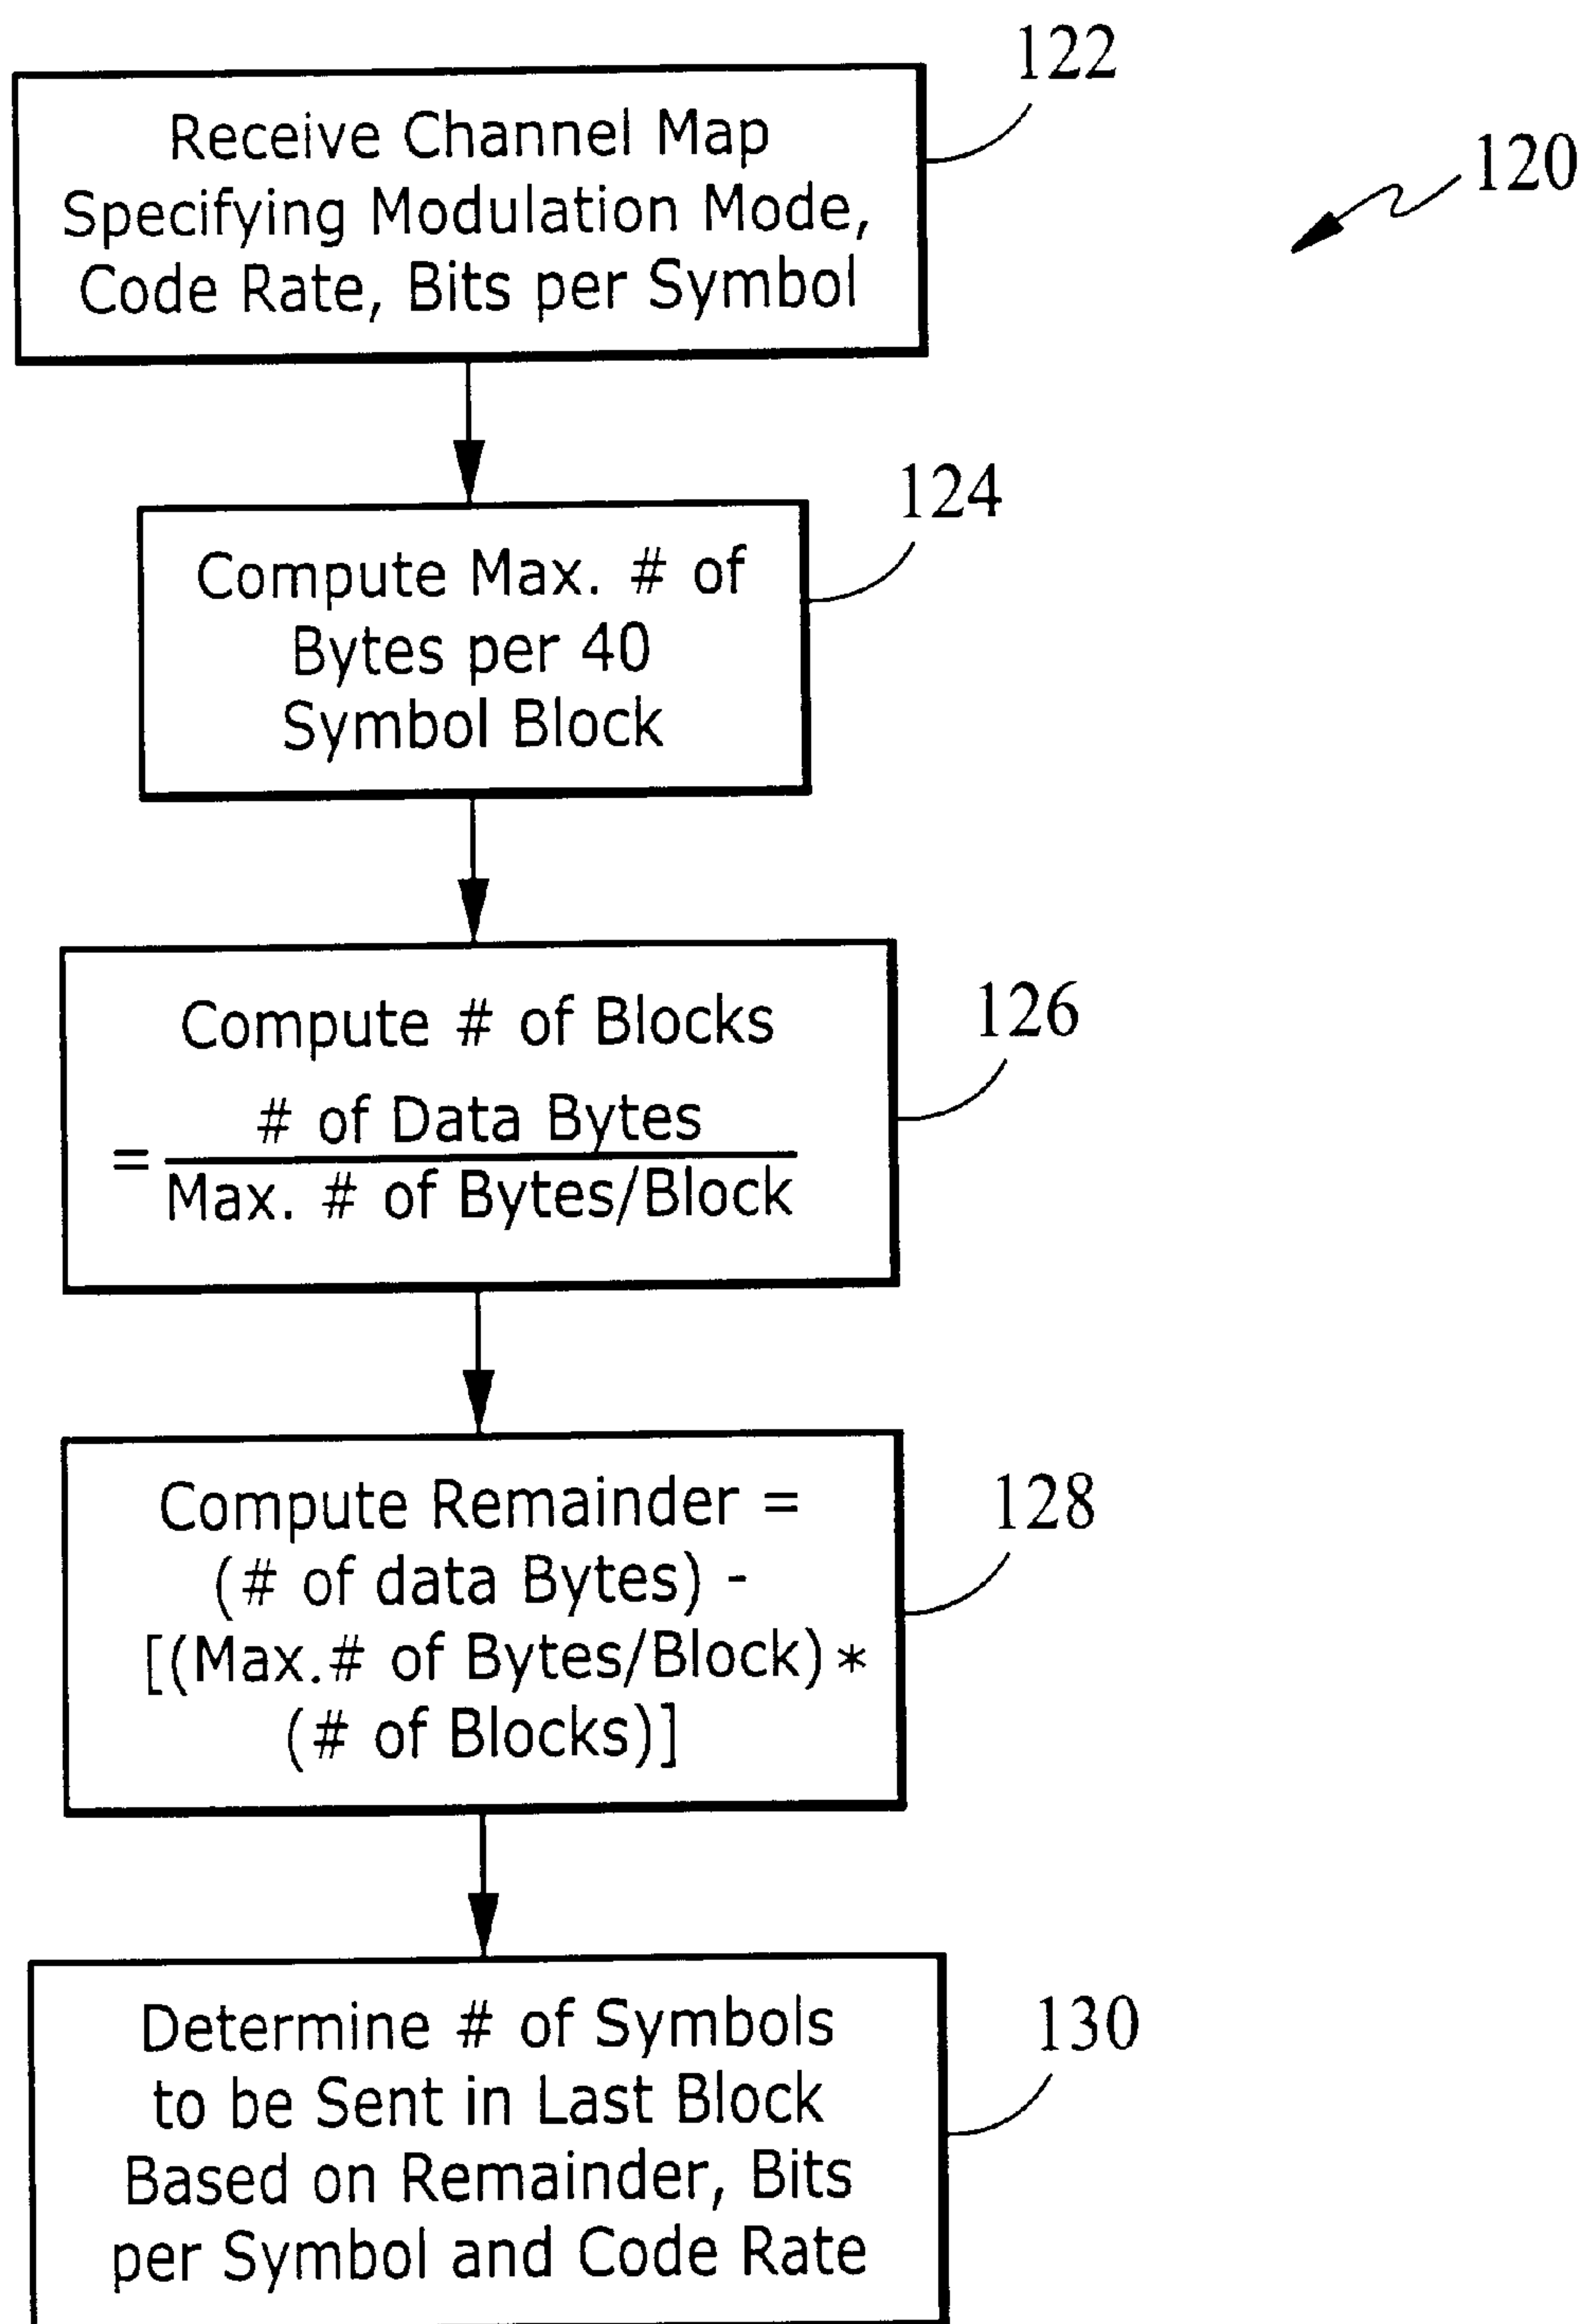 122
120
Receive Channel Map
Specifying Modulation Mode,
Code Rate, Bits per Symbol
124
Compute Max. # of
Bytes per 40
Symbol Block
126
Compute # of Blocks
# of Data Bytes
=
Max. # of Bytes/Block
128
Compute Remainder =
(# of data Bytes) -
[(Max.# of Bytes/Block) *
(# of Blocks)]
130
Determine # of Symbols
to be Sent in Last Block
Based on Remainder, Bits
per Symbol and Code Rate